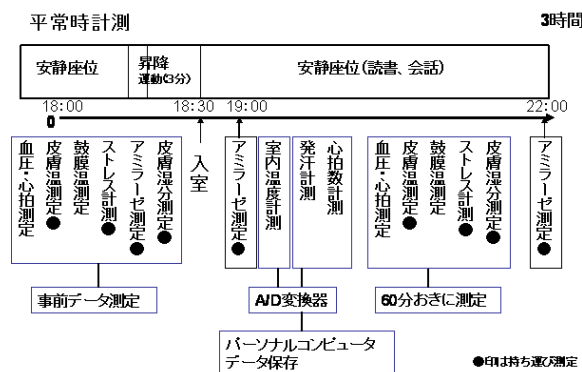 平常時計測
3時間
安静座位
昇降
運動(3分)
安静座位(読書、会話)
18:00
18:30
19:00
22:00
0
血圧・心拍測定
皮膚温測定●
鼓膜温測定
ストレス計測●
アミラーゼ測定●
皮膚湿分測定●
入室
アミラーゼ測定●
室内温度計測
発汗計測
心拍数計測
血圧・心拍測定
皮膚温測定●
鼓膜温測定
ストレス計測●
皮膚湿分測定●
アミラーゼ測定●
事前データ測定
A/D変換器
60分おきに測定
パーソナルコンピュータ
データ保存
●印は持ち運び測定